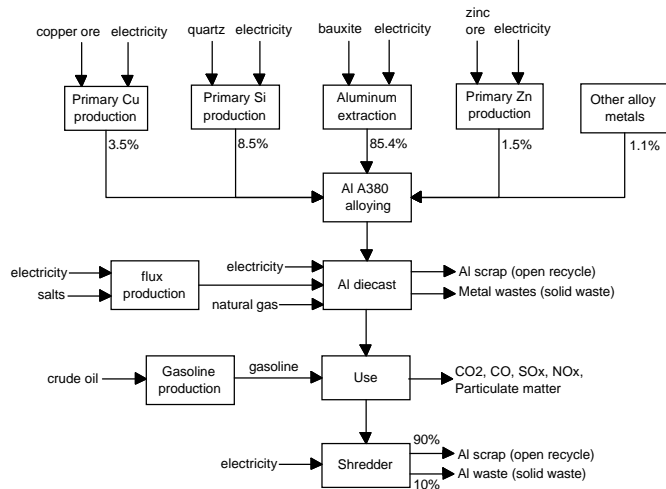 copper ore electricity
quartz electricity
bauxite electricity
zinc
ore electricity
Primary Cu
production
Primary Si
production
Aluminum
extraction
Primary Zn
production
Other alloy
metals
3.5%
8.5%
85.4%
1.5%
1.1%
Al A380
alloying
electricity
salts
flux
production
electricity
natural gas
Al diecast
Al scrap (open recycle)
Metal wastes (solid waste)
crude oil
Gasoline
production
gasoline
Use
CO2, CO, SOx, NOx,
Particulate matter
electricity
Shredder
90%
Al scrap (open recycle)
Al waste (solid waste)
10%